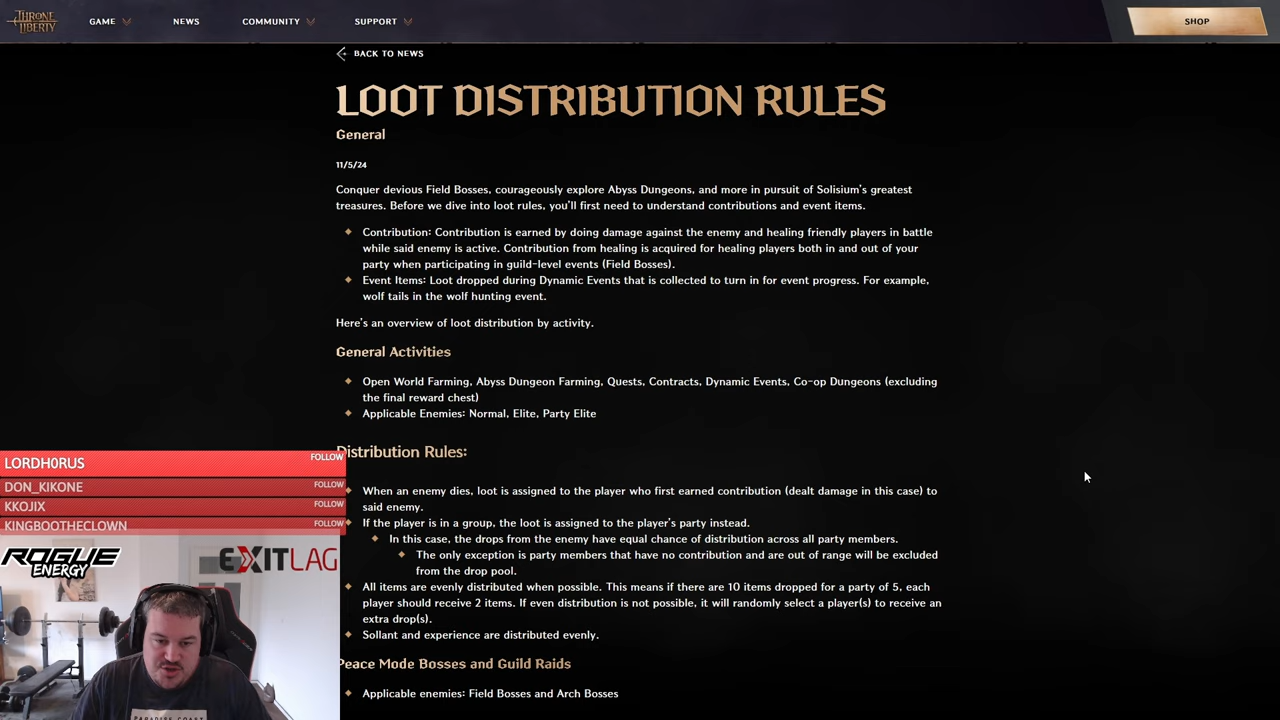 THRONE
LIBERTY
GAME
NEWS
COMMUNITY
SUPPORT
SHOP
BACK TO NEWS
LOOT DISTRIBUTION RULES
General
11/5/24
Conquer devious Field Bosses, courageously explore Abyss Dungeons, and more in pursuit of Solisium's greatest
treasures. Before we dive into loot rules, you'll first need to understand contributions and event items.
Contribution: Contribution is earned by doing damage against the enemy and healing friendly players in battle
while said enemy is active. Contribution from healing is acquired for healing players both in and out of your
party when participating in guild-level events (Field Bosses).
Event Items: Loot dropped during Dynamic Events that is collected to turn in for event progress. For example,
wolf tails in the wolf hunting event.
Here's an overview of loot distribution by activity.
General Activities
Open World Farming, Abyss Dungeon Farming, Quests, Contracts, Dynamic Events, Co-op Dungeons (excluding
the final reward chest)
Applicable Enemies: Normal, Elite, Party Elite
Distribution Rules:
When an enemy dies, loot is assigned to the player who first earned contribution (dealt damage in this case) to
said enemy.
If the player is in a group, the loot is assigned to the player's party instead.
In this case, the drops from the enemy have equal chance of distribution across all party members.
The only exception is party members that have no contribution and are out of range will be excluded
from the drop pool.
All items are evenly distributed when possible. This means if there are 10 items dropped for a party of 5, each
player should receive 2 items. If even distribution is not possible, it will randomly select a player(s) to receive an
extra drop(s).
Sollant and experience are distributed evenly.
Peace Mode Bosses and Guild Raids
Applicable enemies: Field Bosses and Arch Bosses
LORDH0RUS FOLLOW
DON_KIKONE FOLLOW
KKOJIX FOLLOW
KINGBOOTHECLOWN FOLLOW
ROGUE
ENERGY
EXITLAG
PARADISE COAST